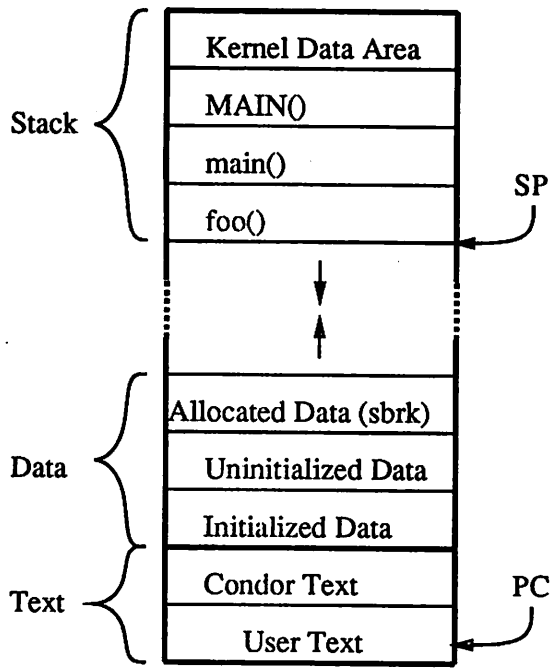 Kernel Data Area
MAIN()
Stack
main()
SP
foo()
Allocated Data (sbrk)
Data
Uninitialized Data
Initialized Data
Condor Text
PC
Text
User Text